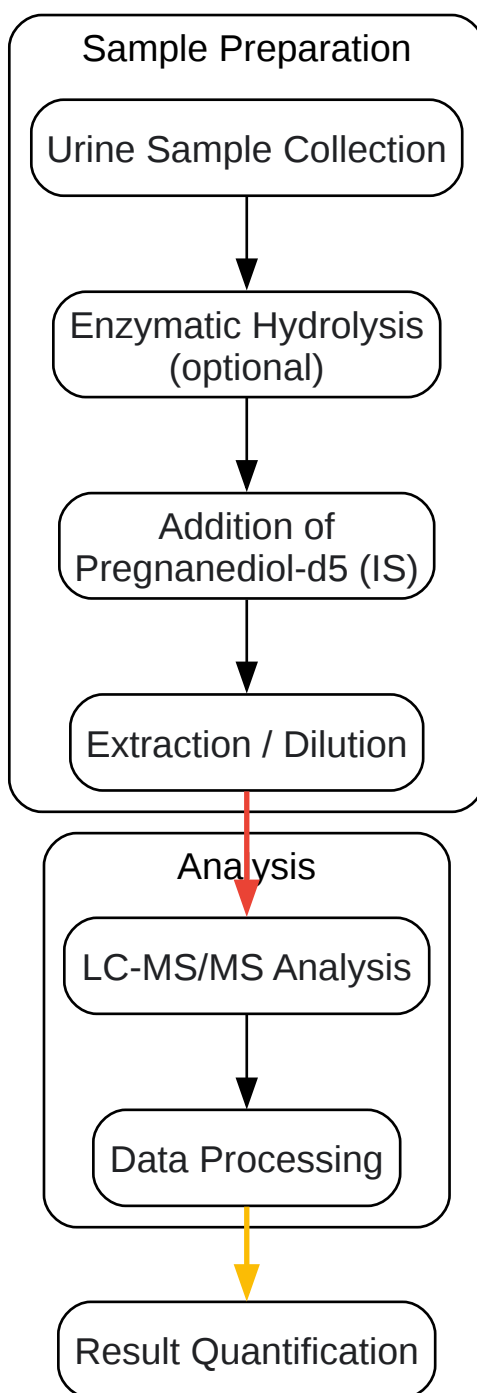 Sample Preparation
Urine Sample Collection
Enzymatic Hydrolysis
(optional)
Addition of
Pregnanediol-d5 (IS)
Extraction / Dilution
Analysis
LC-MS/MS Analysis
Data Processing
Result Quantification